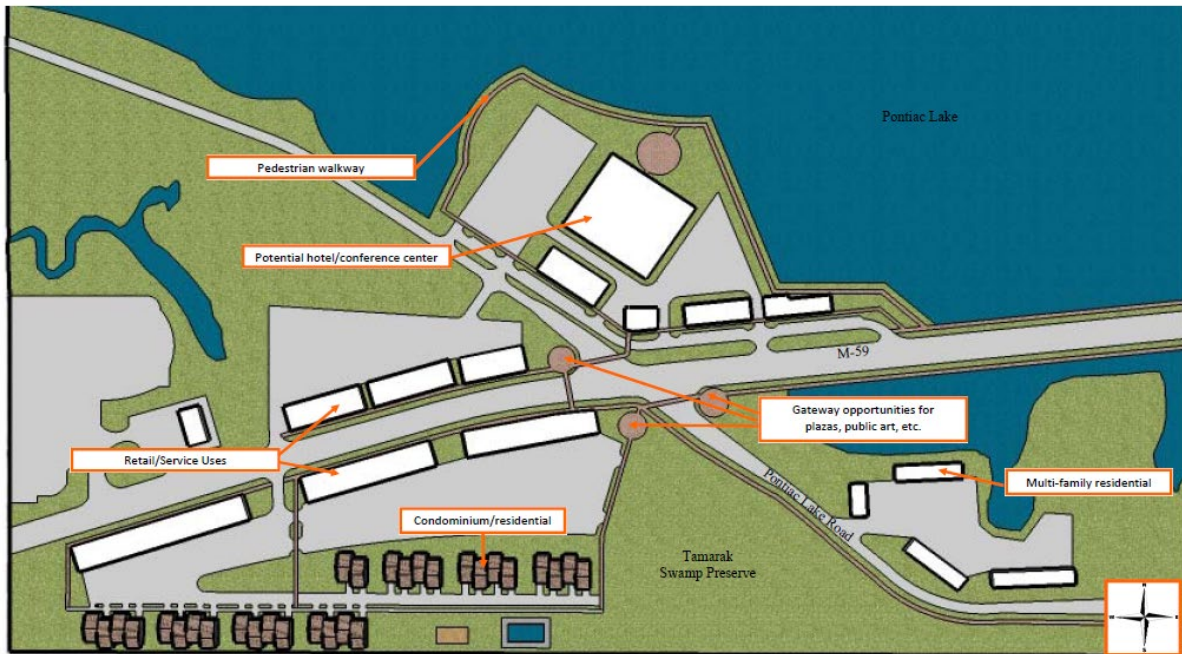 Pontiac Lake
Pedestrian walkway
Potential hotel/conference center
M-59
Gateway opportunities for
plazas, public art, etc.
Retail/Service Uses
Multi-family residential
Pontiac Lake Road
Condominium/residential
Tamarak
Swamp Preserve
N
W
E
S